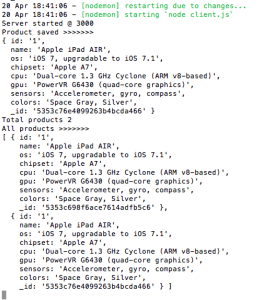 20 Apr 18:41:06 - [nodemon] restarting due to changes...
20 Apr 18:41:06 - [nodemon] starting `node client.js`
Server started @ 3000
Product saved >>>>>>>
{ id: '1',
name: 'Apple iPad AIR',
os: 'iOS 7, upgradable to iOS 7.1',
chipset: 'Apple A7',
cpu: 'Dual-core 1.3 GHz Cyclone (ARM v8-based)',
gpu: 'PowerVR G6430 (quad-core graphics)',
sensors: 'Accelerometer, gyro, compass',
colors: 'Space Gray, Silver',
_id: '5353c76e4099263b4bcda466' }
Total products 2
All products >>>>>>>
[ { id: '1',
name: 'Apple iPad AIR',
os: 'iOS 7, upgradable to iOS 7.1',
chipset: 'Apple A7',
cpu: 'Dual-core 1.3 GHz Cyclone (ARM v8-based)',
gpu: 'PowerVR G6430 (quad-core graphics)',
sensors: 'Accelerometer, gyro, compass',
colors: 'Space Gray, Silver',
_id: '5353c698f6ace7614adfb5c6' },
{ id: '1',
name: 'Apple iPad AIR',
os: 'iOS 7, upgradable to iOS 7.1',
chipset: 'Apple A7',
cpu: 'Dual-core 1.3 GHz Cyclone (ARM v8-based)',
gpu: 'PowerVR G6430 (quad-core graphics)',
sensors: 'Accelerometer, gyro, compass',
colors: 'Space Gray, Silver',
_id: '5353c76e4099263b4bcda466' } ]